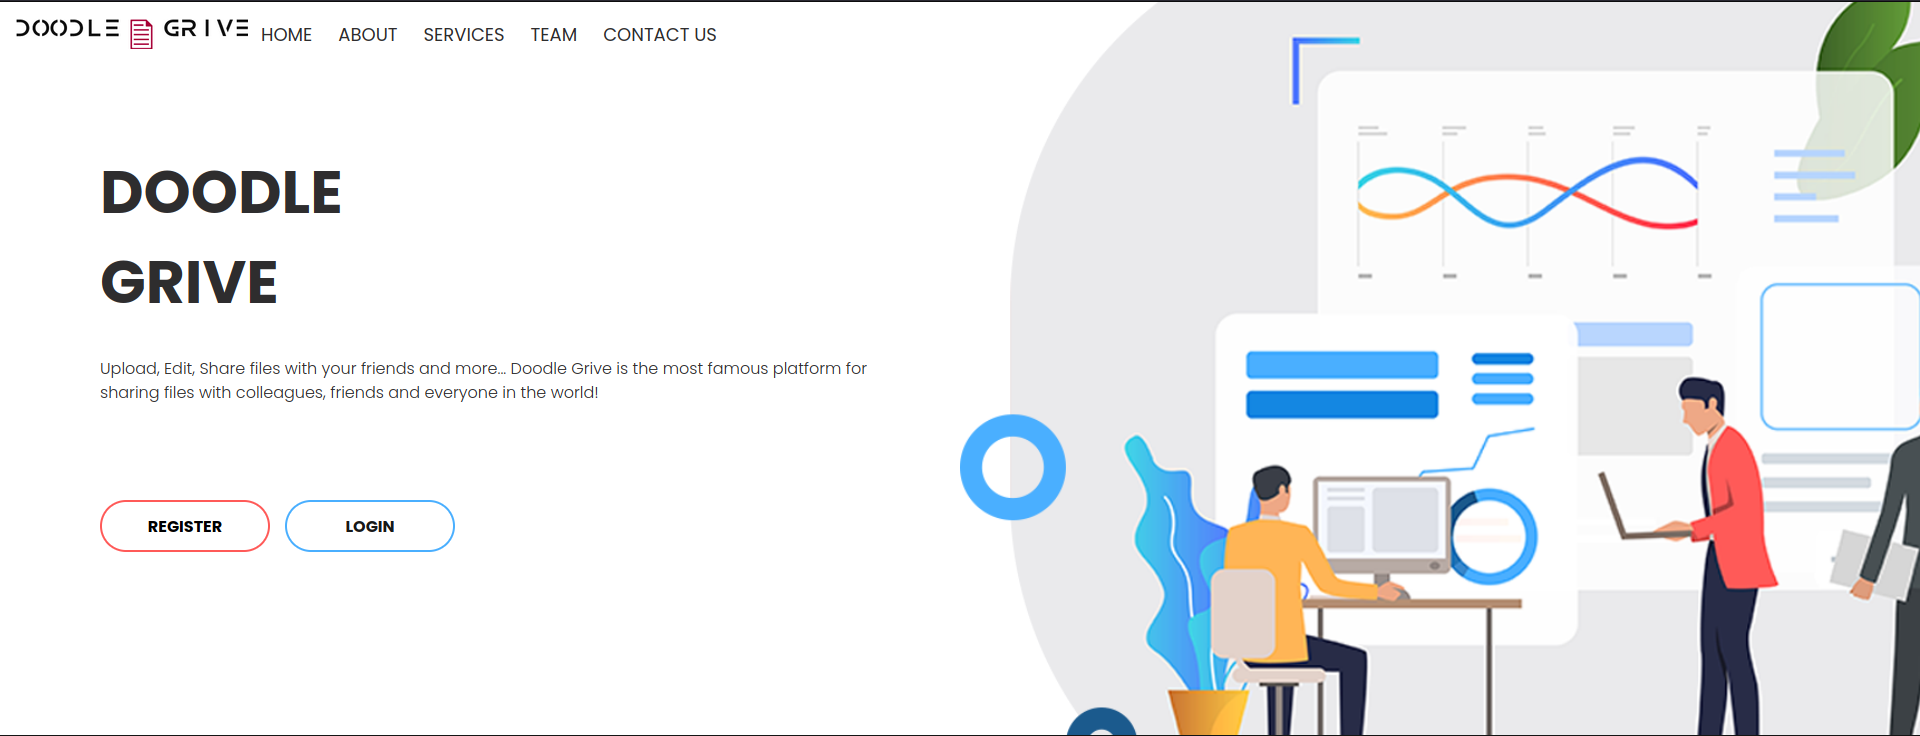 DOODLE GRIVE HOME ABOUT SERVICES TEAM CONTACT US
DOODLE
GRIVE
Upload, Edit, Share files with your friends and more... Doodle Grive is the most famous platform for
sharing files with colleagues, friends and everyone in the world!
REGISTER LOGIN